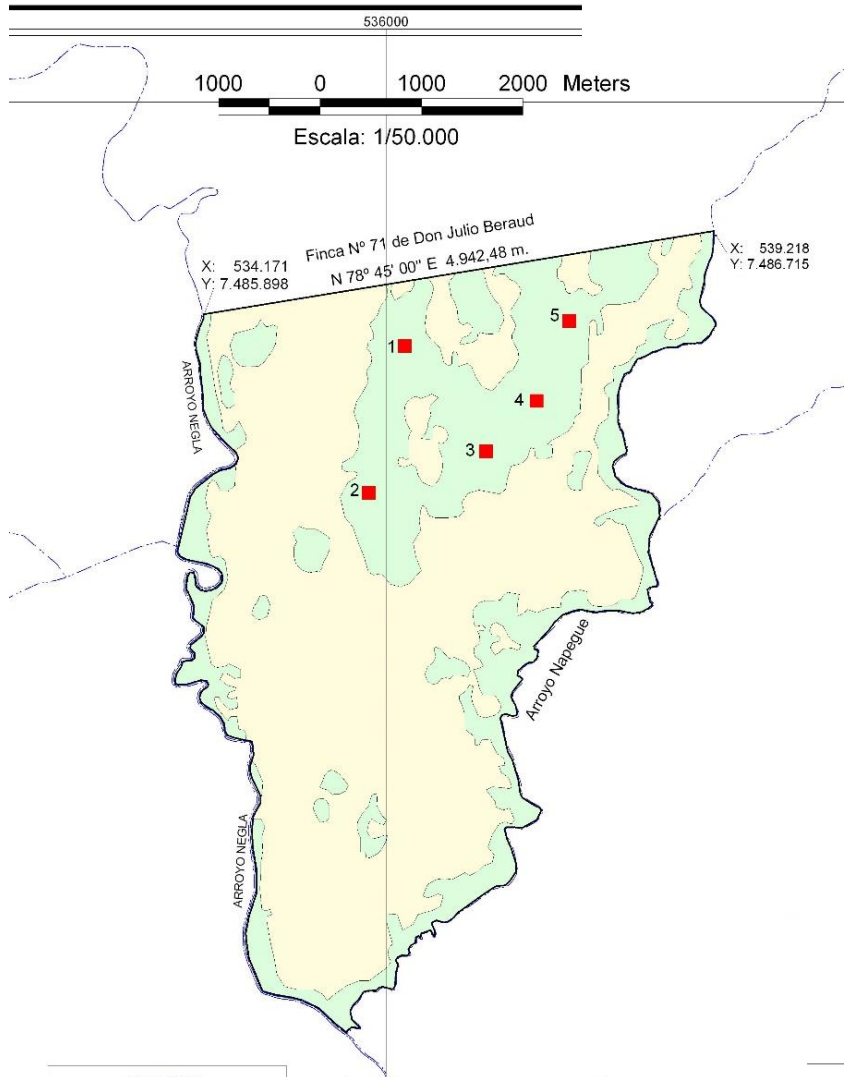 536000
1000 0 1000 2000 Meters
Escala: 1/50.000
Finca Nº 71 de Don Julio Beraud
N 78º 45' 00" E 4.942,48 m.
X: 534.171
Y: 7.485.898
X: 539.218
Y: 7.486.715
1
5
4
3
2
ARROYO NEGLA
Arroyo Napegue
ARROYO NEGLA